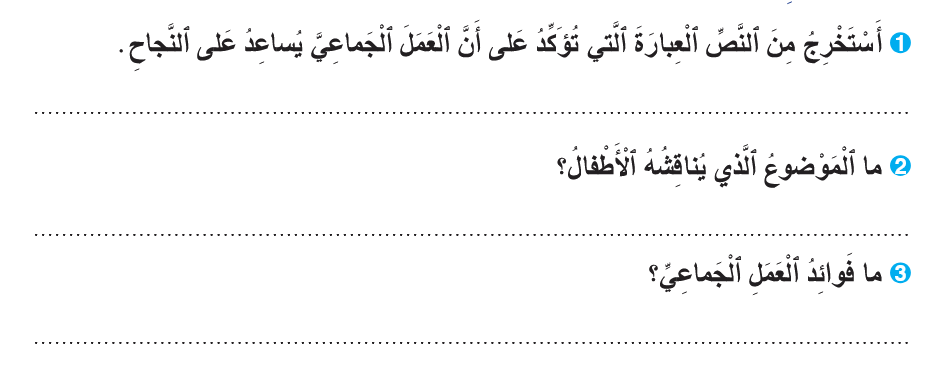 1 أَسْتَخْرِجُ مِنَ ٱلنَّصِّ ٱلْعِبارَةَ ٱلَّتي تُؤَكِّدُ عَلى أَنَّ ٱلْعَمَلَ ٱلْجَماعِيَّ يُساعِدُ عَلى ٱلنَّجاحِ.
2 ما ٱلْمَوْضوعُ ٱلَّذي يُناقِشُهُ ٱلْأَطْفالُ؟
3 ما فَوائِدُ ٱلْعَمَلِ ٱلْجَماعِيِّ؟